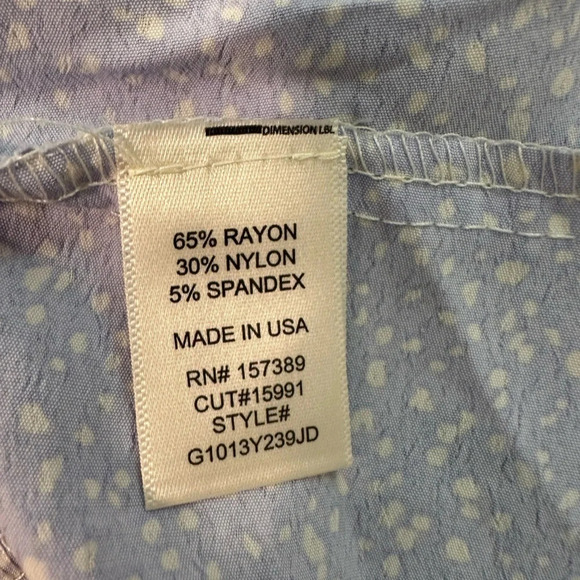 DIMENSION LBL
65% RAYON
30% NYLON
5% SPANDEX
MADE IN USA
RN# 157389
CUT#15991
STYLE#
G1013Y239JD